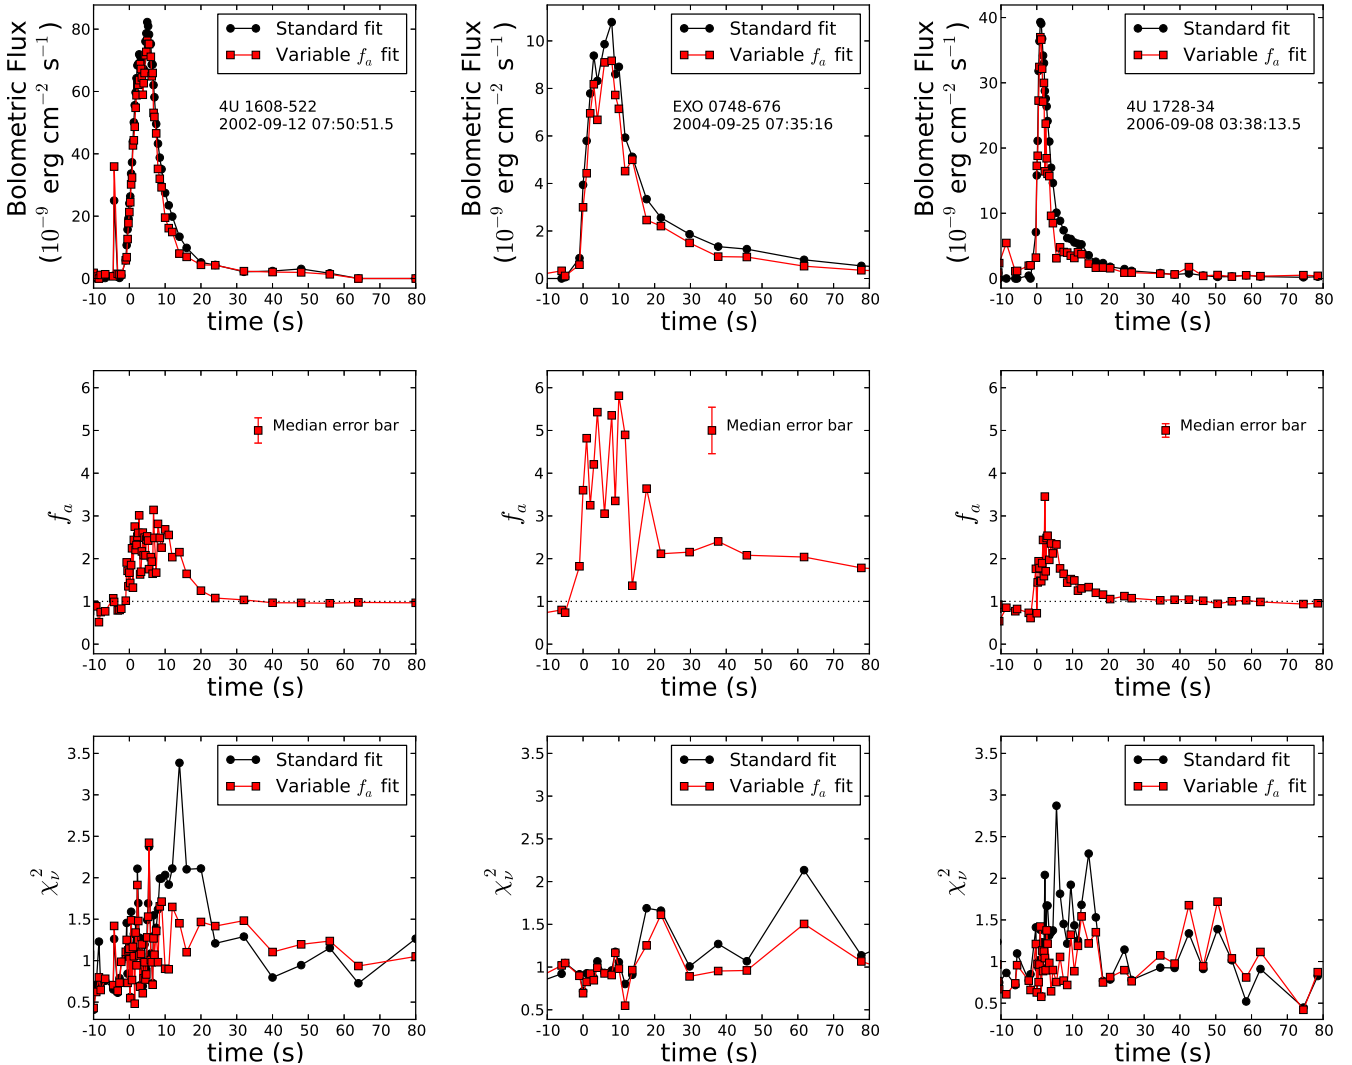 Bolometric Flux
(10⁻⁹ erg cm⁻² s⁻¹)
80
60
40
20
0
Standard fit
Variable fₐ fit
4U 1608-522
2002-09-12 07:50:51.5
-10 0 10 20 30 40 50 60 70 80
time (s)
Bolometric Flux
(10⁻⁹ erg cm⁻² s⁻¹)
10
8
6
4
2
0
Standard fit
Variable fₐ fit
EXO 0748-676
2004-09-25 07:35:16
-10 0 10 20 30 40 50 60 70 80
time (s)
Bolometric Flux
(10⁻⁹ erg cm⁻² s⁻¹)
40
30
20
10
0
Standard fit
Variable fₐ fit
4U 1728-34
2006-09-08 03:38:13.5
-10 0 10 20 30 40 50 60 70 80
time (s)
fₐ
6
5
4
3
2
1
0
Median error bar
-10 0 10 20 30 40 50 60 70 80
time (s)
fₐ
6
5
4
3
2
1
0
Median error bar
-10 0 10 20 30 40 50 60 70 80
time (s)
fₐ
6
5
4
3
2
1
0
Median error bar
-10 0 10 20 30 40 50 60 70 80
time (s)
χᵥ²
3.5
3
2.5
2
1.5
1
0.5
Standard fit
Variable fₐ fit
-10 0 10 20 30 40 50 60 70 80
time (s)
χᵥ²
3.5
3
2.5
2
1.5
1
0.5
Standard fit
Variable fₐ fit
-10 0 10 20 30 40 50 60 70 80
time (s)
χᵥ²
3.5
3
2.5
2
1.5
1
0.5
Standard fit
Variable fₐ fit
-10 0 10 20 30 40 50 60 70 80
time (s)